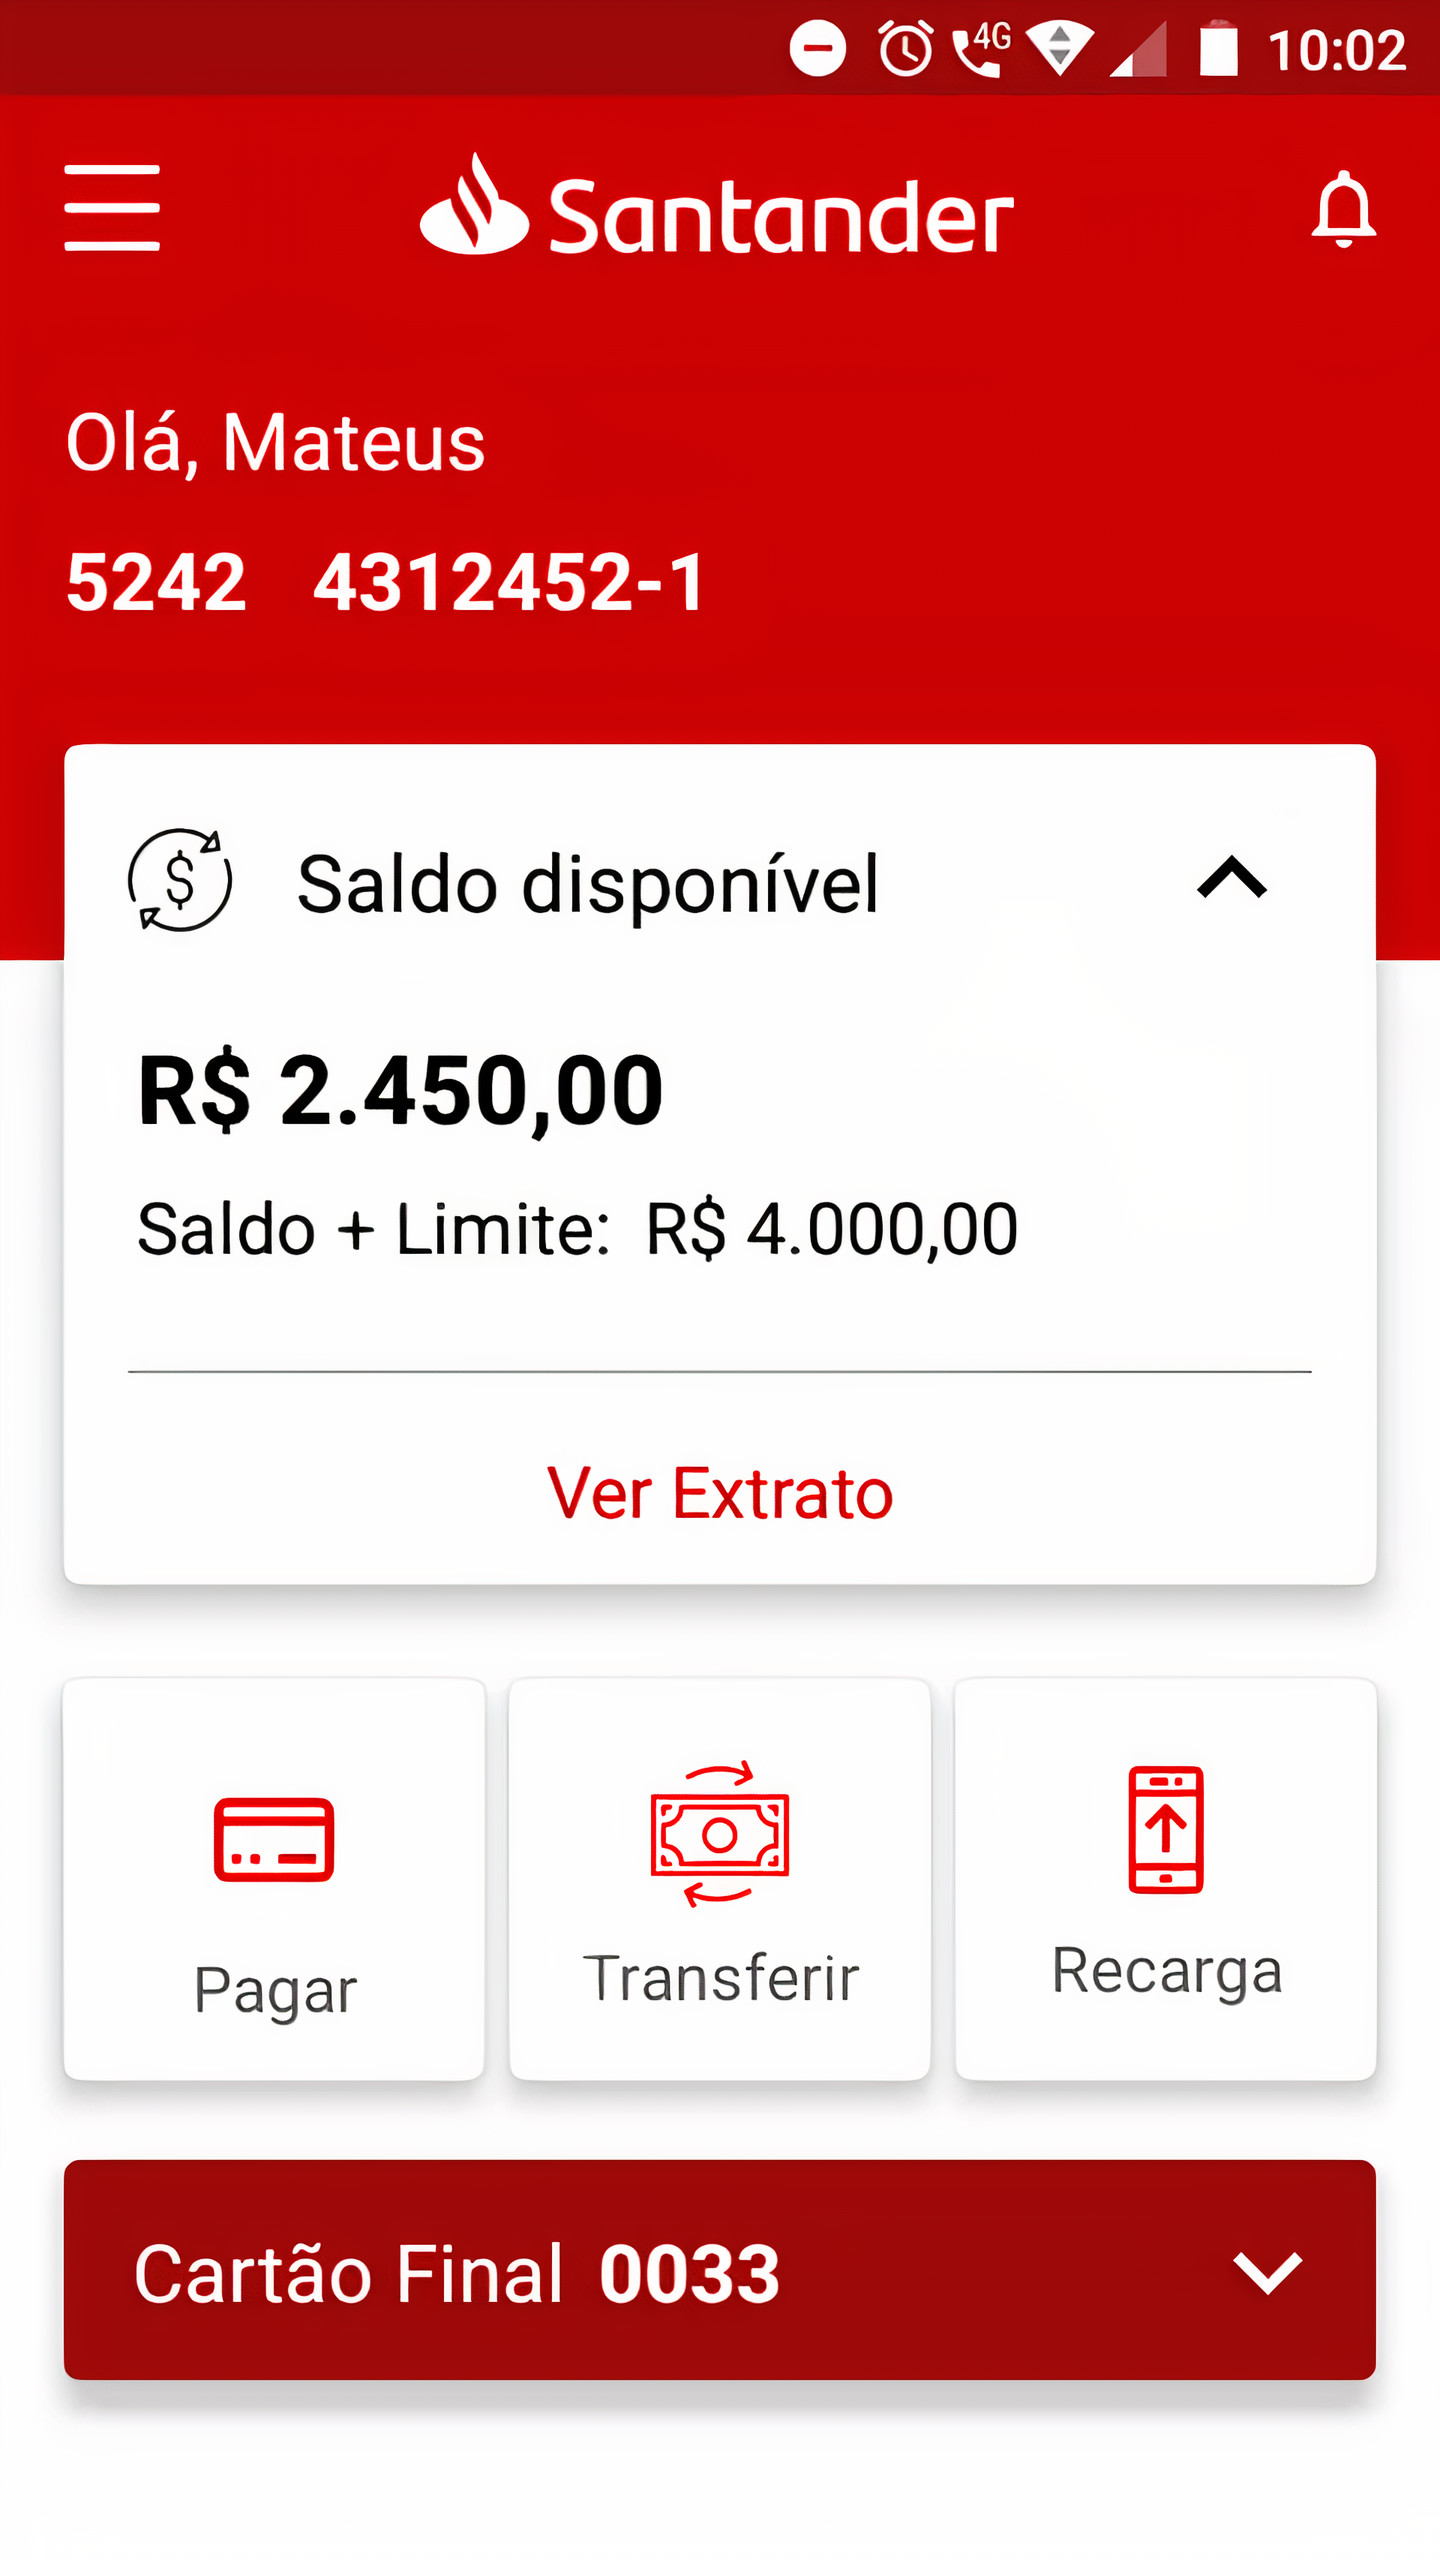 4G 10:02
Santander
Olá, Mateus
5242 4312452-1
$ Saldo disponível
R$ 2.450,00
Saldo + Limite: R$ 4.000,00
Ver Extrato
Pagar
Transferir
Recarga
Cartão Final 0033